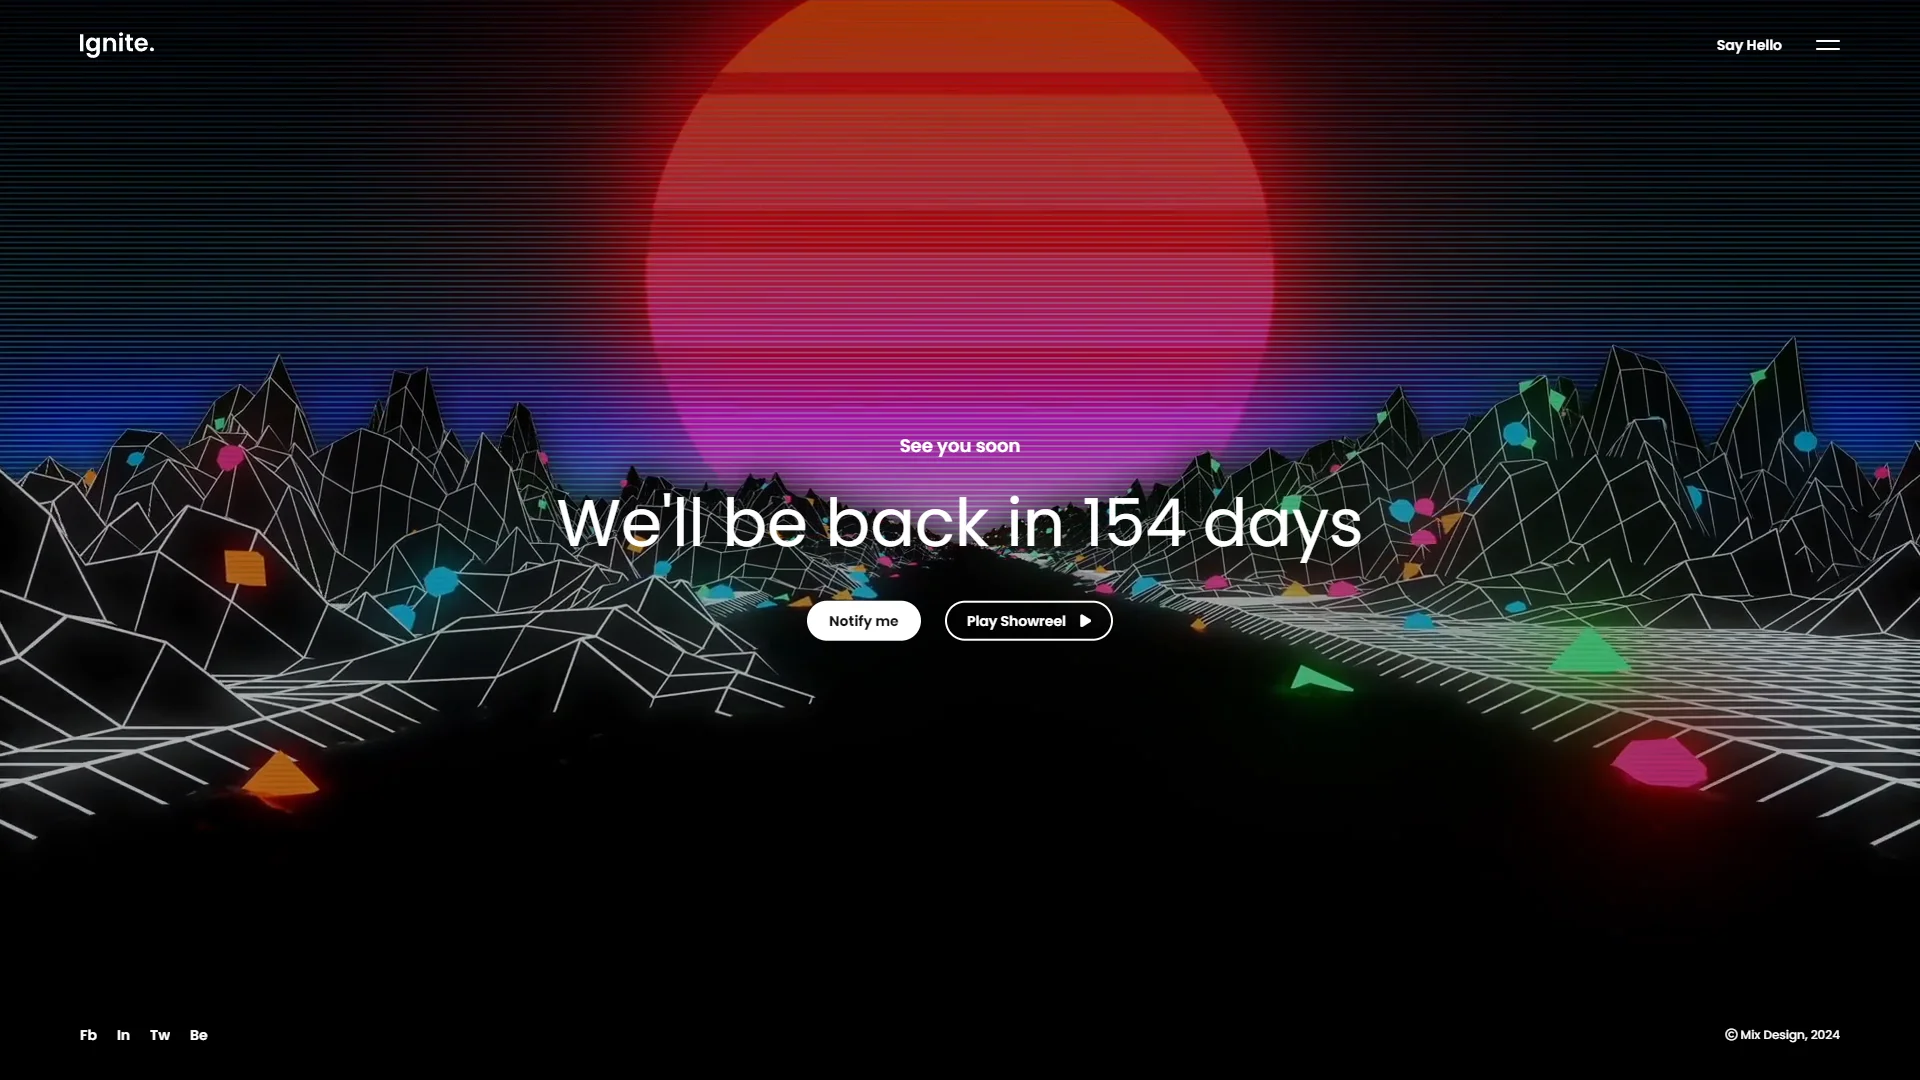 Ignite.
Say Hello
See you soon
We'll be back in 154 days
Notify me
Play Showreel
Fb In Tw Be
© Mix Design, 2024